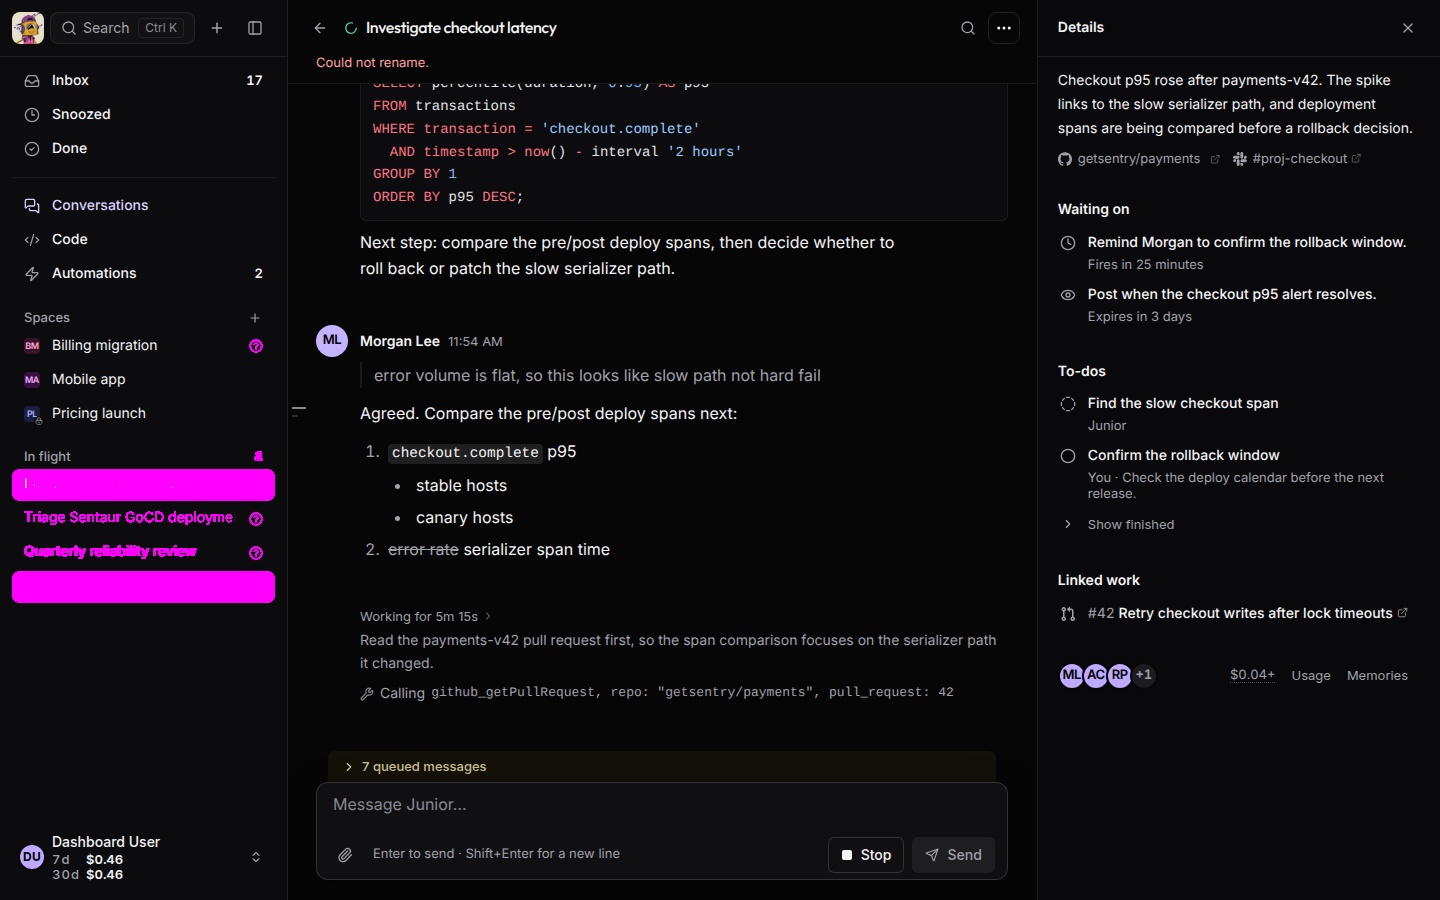 Search Ctrl K
Inbox 17
Snoozed
Done
Conversations
Code
Automations 2
Spaces
BM Billing migration
MA Mobile app
PL Pricing launch
In flight
Triage Sentaur GoCD deployme
Quarterly reliability review
DU Dashboard User
7d $0.46
30d $0.46
Investigate checkout latency
Could not rename.
SELECT percentile(duration, 0.95) AS p95
FROM transactions
WHERE transaction = 'checkout.complete'
AND timestamp > now() - interval '2 hours'
GROUP BY 1
ORDER BY p95 DESC;
Next step: compare the pre/post deploy spans, then decide whether to
roll back or patch the slow serializer path.
ML Morgan Lee 11:54 AM
error volume is flat, so this looks like slow path not hard fail
Agreed. Compare the pre/post deploy spans next:
1. checkout.complete p95
• stable hosts
• canary hosts
2. error rate serializer span time
Working for 5m 15s
Read the payments-v42 pull request first, so the span comparison focuses on the serializer path
it changed.
Calling github_getPullRequest, repo: "getsentry/payments", pull_request: 42
7 queued messages
Message Junior...
Enter to send · Shift+Enter for a new line
Stop
Send
Details
Checkout p95 rose after payments-v42. The spike
links to the slow serializer path, and deployment
spans are being compared before a rollback decision.
getsentry/payments #proj-checkout
Waiting on
Remind Morgan to confirm the rollback window.
Fires in 25 minutes
Post when the checkout p95 alert resolves.
Expires in 3 days
To-dos
Find the slow checkout span
Junior
Confirm the rollback window
You · Check the deploy calendar before the next
release.
Show finished
Linked work
#42 Retry checkout writes after lock timeouts
ML AC RP +1 $0.04+ Usage Memories